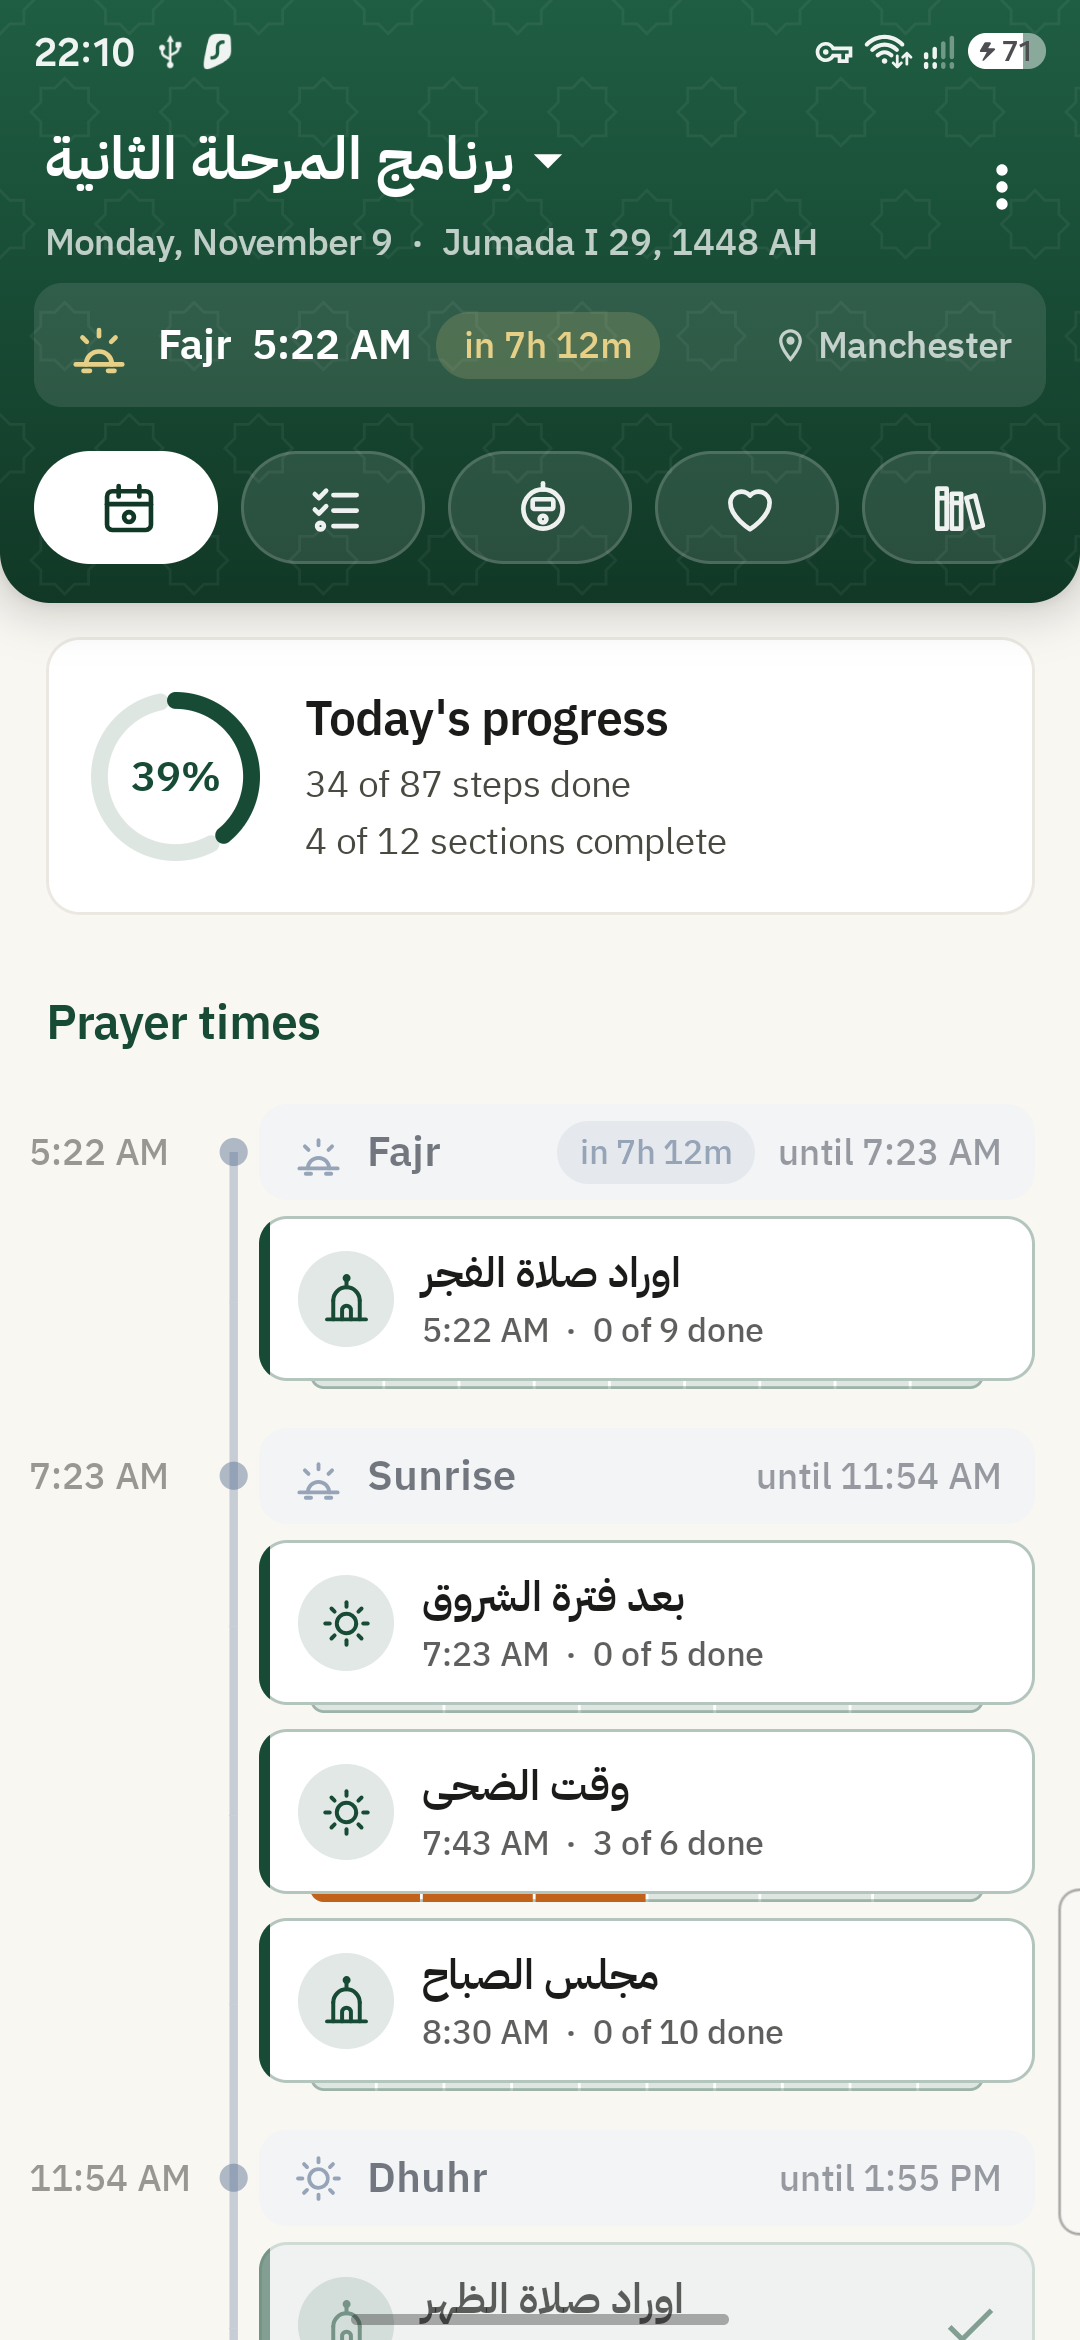 22:10
71
برنامج المرحلة الثانية
Monday, November 9 · Jumada I 29, 1448 AH
Fajr 5:22 AM in 7h 12m Manchester
39%
Today's progress
34 of 87 steps done
4 of 12 sections complete
Prayer times
5:22 AM Fajr in 7h 12m until 7:23 AM
اوراد صلاة الفجر
5:22 AM · 0 of 9 done
7:23 AM Sunrise until 11:54 AM
بعد فترة الشروق
7:23 AM · 0 of 5 done
وقت الضحى
7:43 AM · 3 of 6 done
مجلس الصباح
8:30 AM · 0 of 10 done
11:54 AM Dhuhr until 1:55 PM
اوراد صلاة الظهر